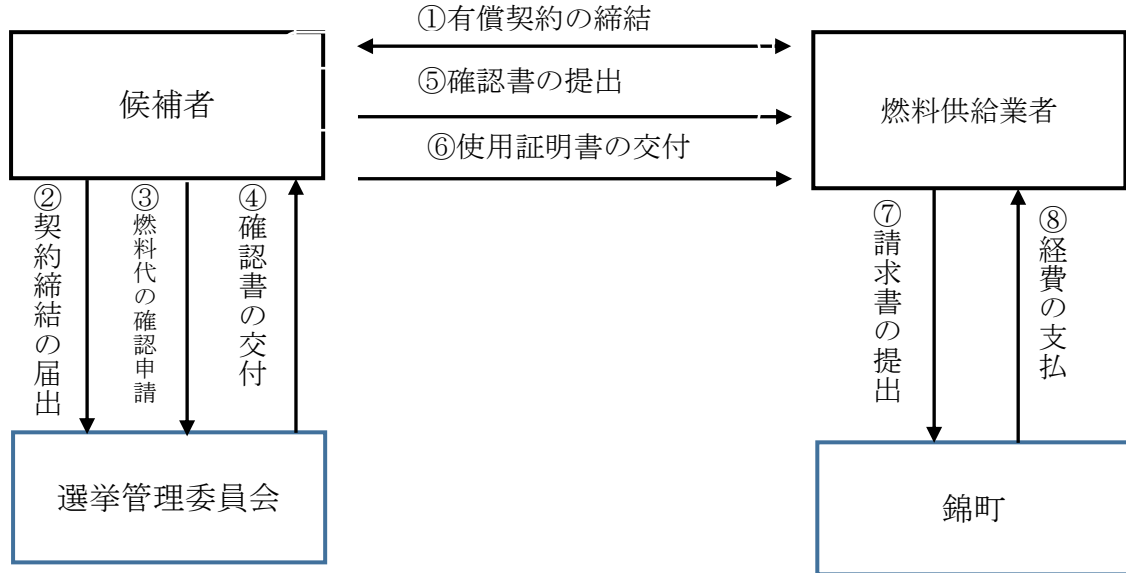 ①有償契約の締結
候補者
⑤確認書の提出
燃料供給業者
⑥使用証明書の交付
②契約締結の届出
③燃料代の確認申請
④確認書の交付
⑦請求書の提出
⑧経費の支払
選挙管理委員会
錦町